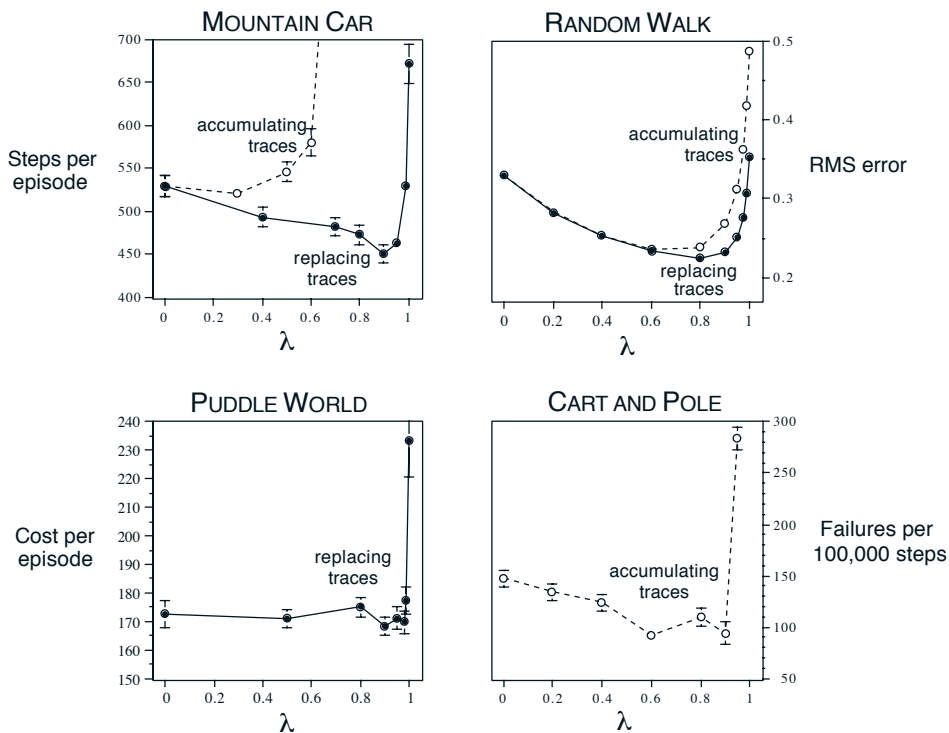 MOUNTAIN CAR
700
650
600
550
500
450
400
Steps per
episode
accumulating
traces
replacing
traces
0
0.2
0.4
0.6
0.8
1
λ
RANDOM WALK
0.5
0.4
0.3
0.2
RMS error
accumulating
traces
replacing
traces
0
0.2
0.4
0.6
0.8
1
λ
PUDDLE WORLD
240
230
220
210
200
190
180
170
160
150
Cost per
episode
replacing
traces
0
0.2
0.4
0.6
0.8
1
λ
CART AND POLE
300
250
200
150
100
50
Failures per
100,000 steps
accumulating
traces
0
0.2
0.4
0.6
0.8
1
λ